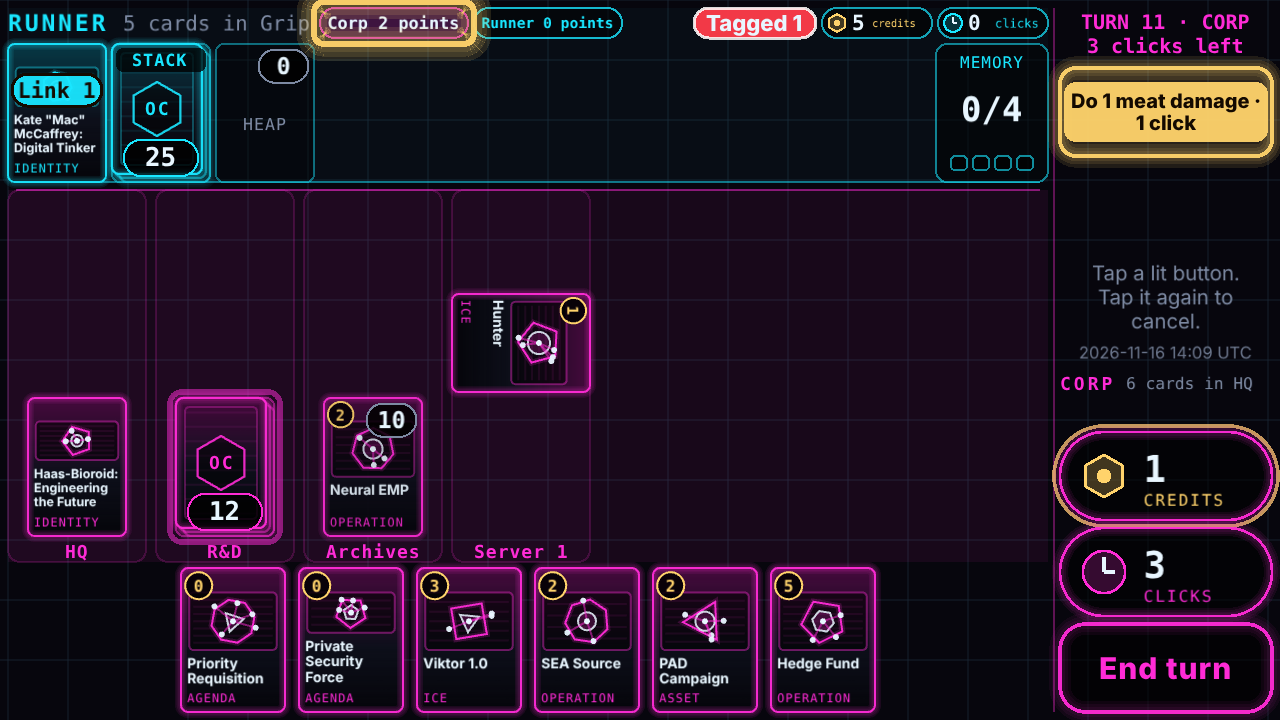 RUNNER 5 cards in Grip
Corp 2 points
Runner 0 points
Tagged 1
5 credits
0 clicks
TURN 11 · CORP
3 clicks left
Do 1 meat damage ·
1 click
Link 1
Kate "Mac"
McCaffrey:
Digital Tinker
IDENTITY
STACK
OC
25
0
HEAP
MEMORY
0/4
Tap a lit button.
Tap it again to
cancel.
2026-11-16 14:09 UTC
CORP 6 cards in HQ
ICE
Hunter
1
Haas-Bioroid:
Engineering
the Future
IDENTITY
OC
12
2
10
Neural EMP
OPERATION
HQ
R&D
Archives
Server 1
1
CREDITS
3
CLICKS
End turn
0
Priority
Requisition
AGENDA
0
Private
Security
Force
AGENDA
3
Viktor 1.0
ICE
2
SEA Source
OPERATION
2
PAD
Campaign
ASSET
5
Hedge Fund
OPERATION